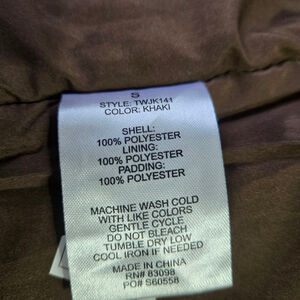 S
STYLE: TWJK141
COLOR: KHAKI
SHELL:
100% POLYESTER
LINING:
100% POLYESTER
PADDING:
100% POLYESTER
MACHINE WASH COLD
WITH LIKE COLORS
GENTLE CYCLE
DO NOT BLEACH
TUMBLE DRY LOW
COOL IRON IF NEEDED
MADE IN CHINA
RN# 83098
PO# S60558